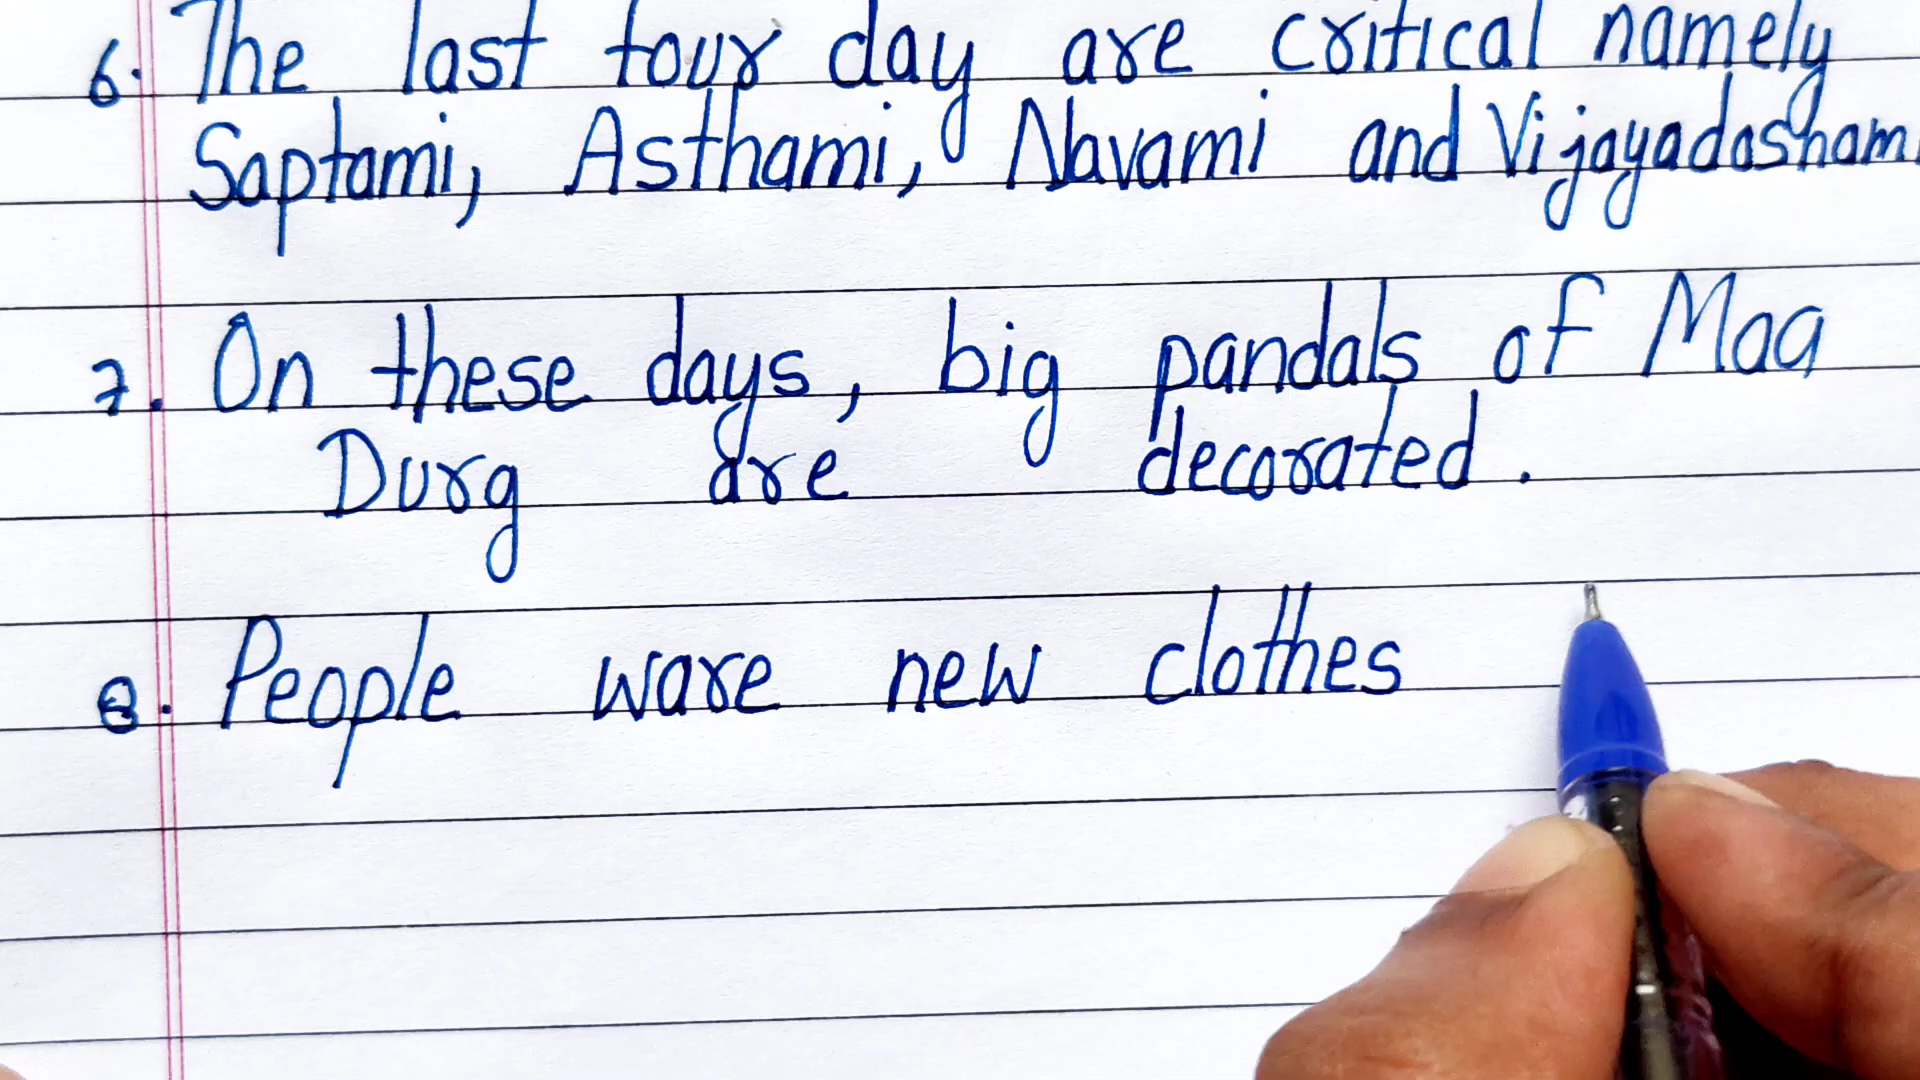 6. The last four day are critical namely
Saptami, Asthami, Navami and Vijayadashami
7. On these days, big pandals of Maa
Durg are decorated.
8. People ware new clothes